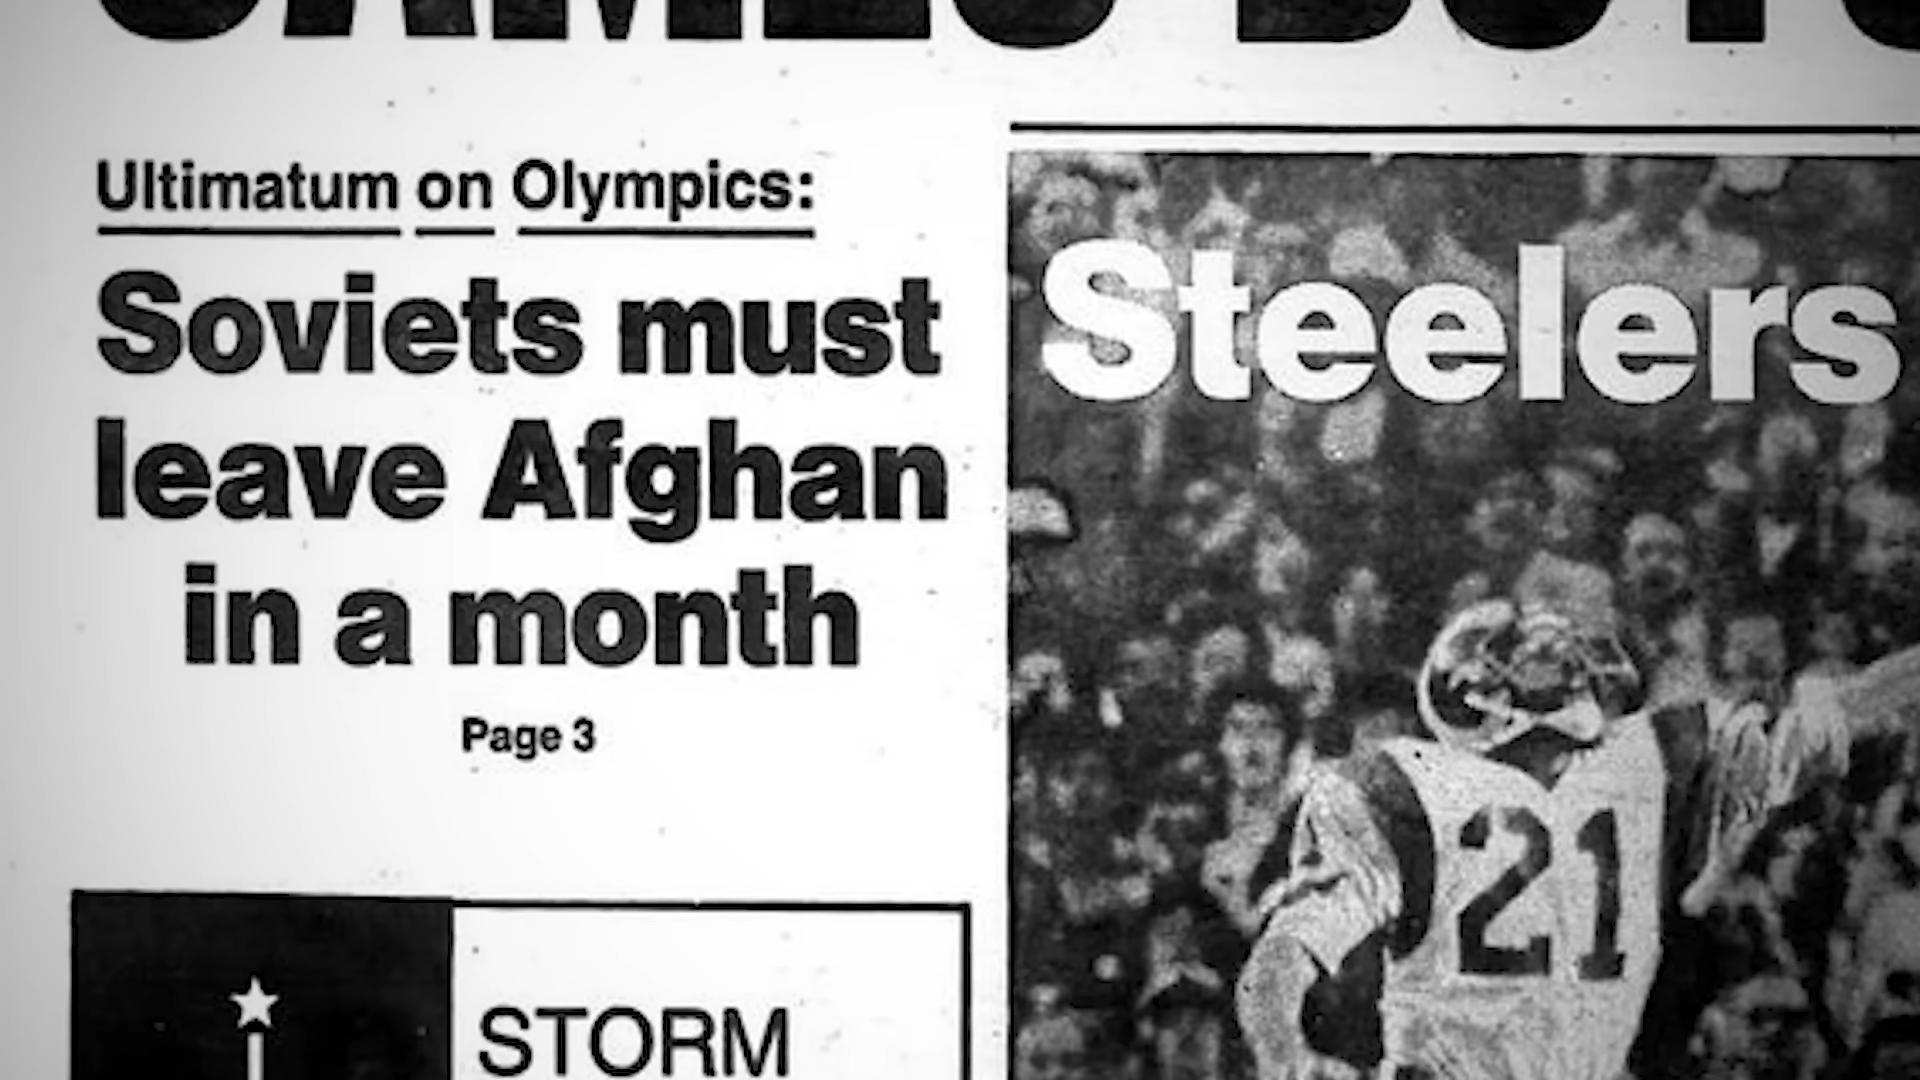 Ultimatum on Olympics:
Soviets must
leave Afghan
in a month
Page 3
Steelers
21
STORM